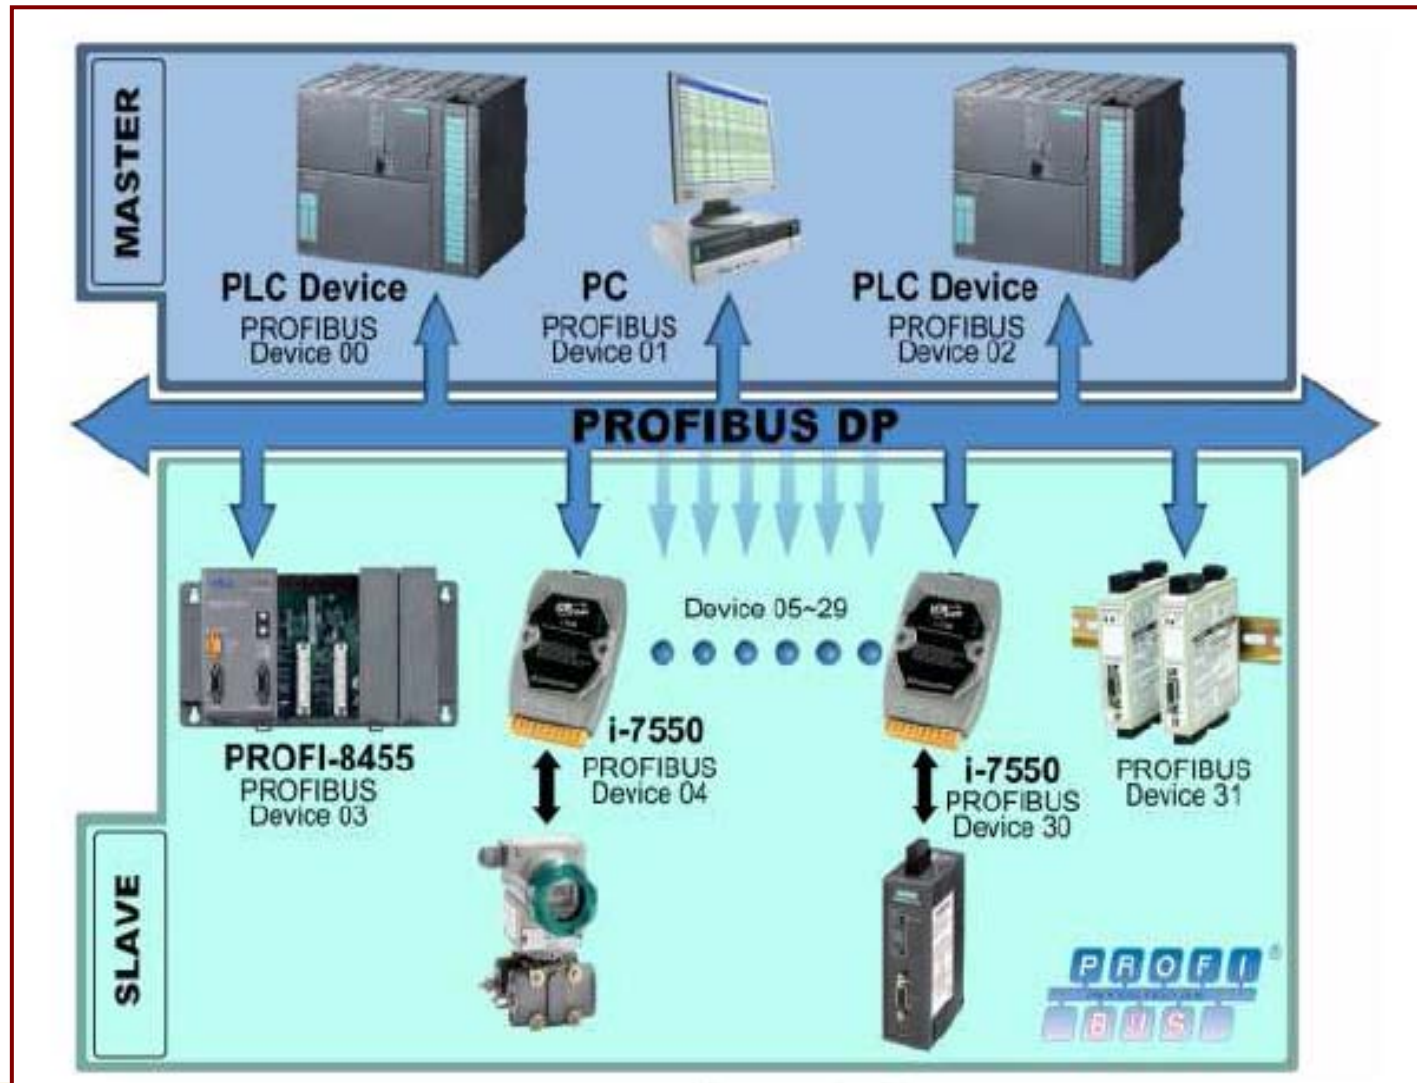 MASTER
PLC Device
PROFIBUS
Device 00
PC
PROFIBUS
Device 01
PLC Device
PROFIBUS
Device 02
PROFIBUS DP
SLAVE
PROFI-8455
PROFIBUS
Device 03
i-7550
PROFIBUS
Device 04
Device 05~29
i-7550
PROFIBUS
Device 30
PROFIBUS
Device 31
PROFI®
BUS